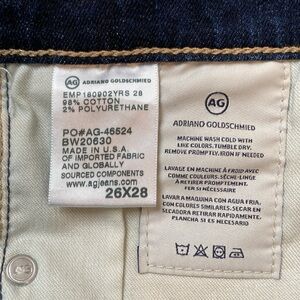 AG ADRIANO GOLDSCHMIED
EMP180902YRS 28
98% COTTON
2% POLYURETHANE
PO#AG-46524
BW20630
MADE IN U.S.A.
OF IMPORTED FABRIC
AND GLOBALLY
SOURCED COMPONENTS
www.agjeans.com
26X28
AG
ADRIANO GOLDSCHMIED
MACHINE WASH COLD WITH
LIKE COLORS. TUMBLE DRY.
REMOVE PROMPTLY. IRON IF NEEDED
LAVAGE EN MACHINE À FROID AVEC
COMME COULEURS. SÈCHE-LINGE
À RETIRER PROMPTEMENT.
FER SI NÉCESSAIRE
LAVAR A MAQUINA CON AGUA FRIA,
CON COLORES SIMILARES. SECAR EN
SECADORA RETIRAR RAPIDAMENTE.
PLANCHA SI ES NECESARIO
AG